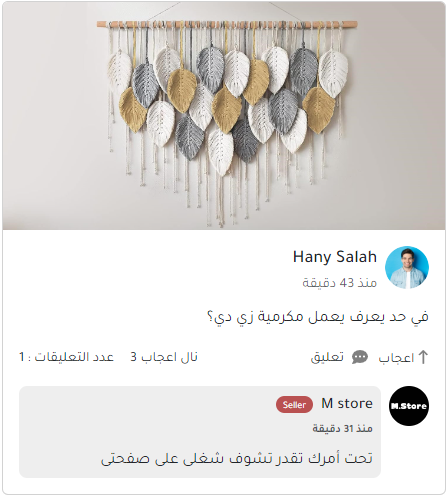 Hany Salah
منذ 43 دقيقة
في حد يعرف يعمل مكرمية زي دي؟
اعجاب تعليق نال اعجاب 3 عدد التعليقات : 1
M.Store
M store Seller
منذ 31 دقيقة
تحت أمرك تقدر تشوف شغلى على صفحتى